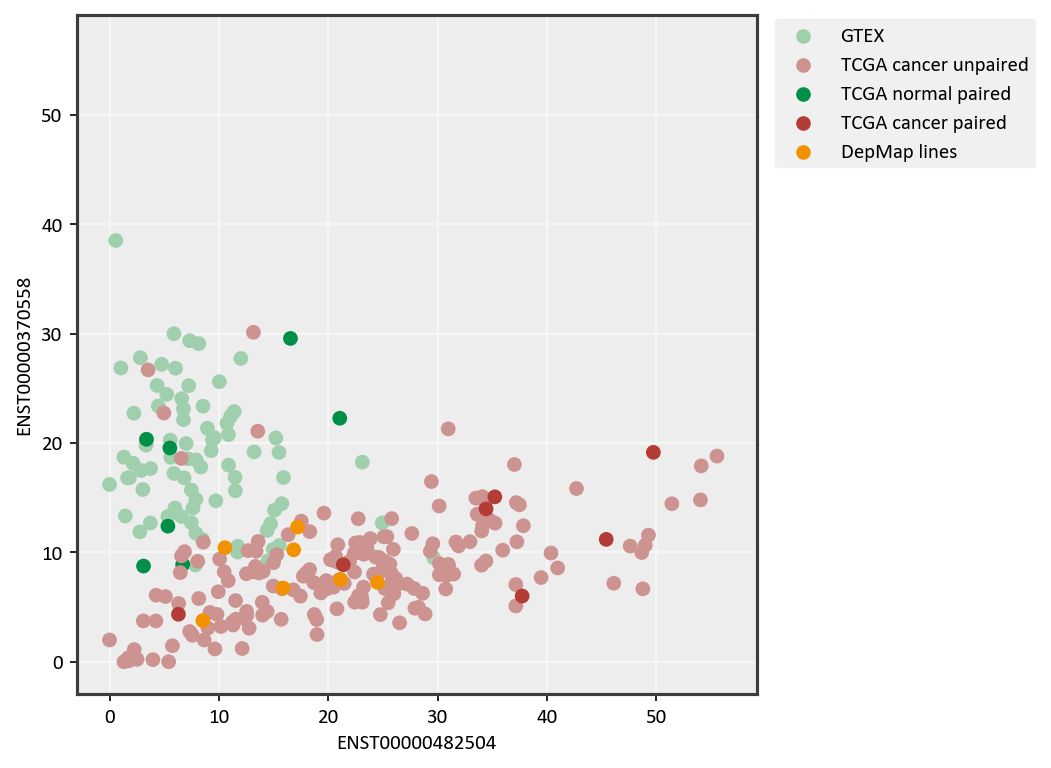 GTEX
TCGA cancer unpaired
TCGA normal paired
TCGA cancer paired
DepMap lines
50
40
30
20
10
0
ENST00000370558
0 10 20 30 40 50
ENST00000482504